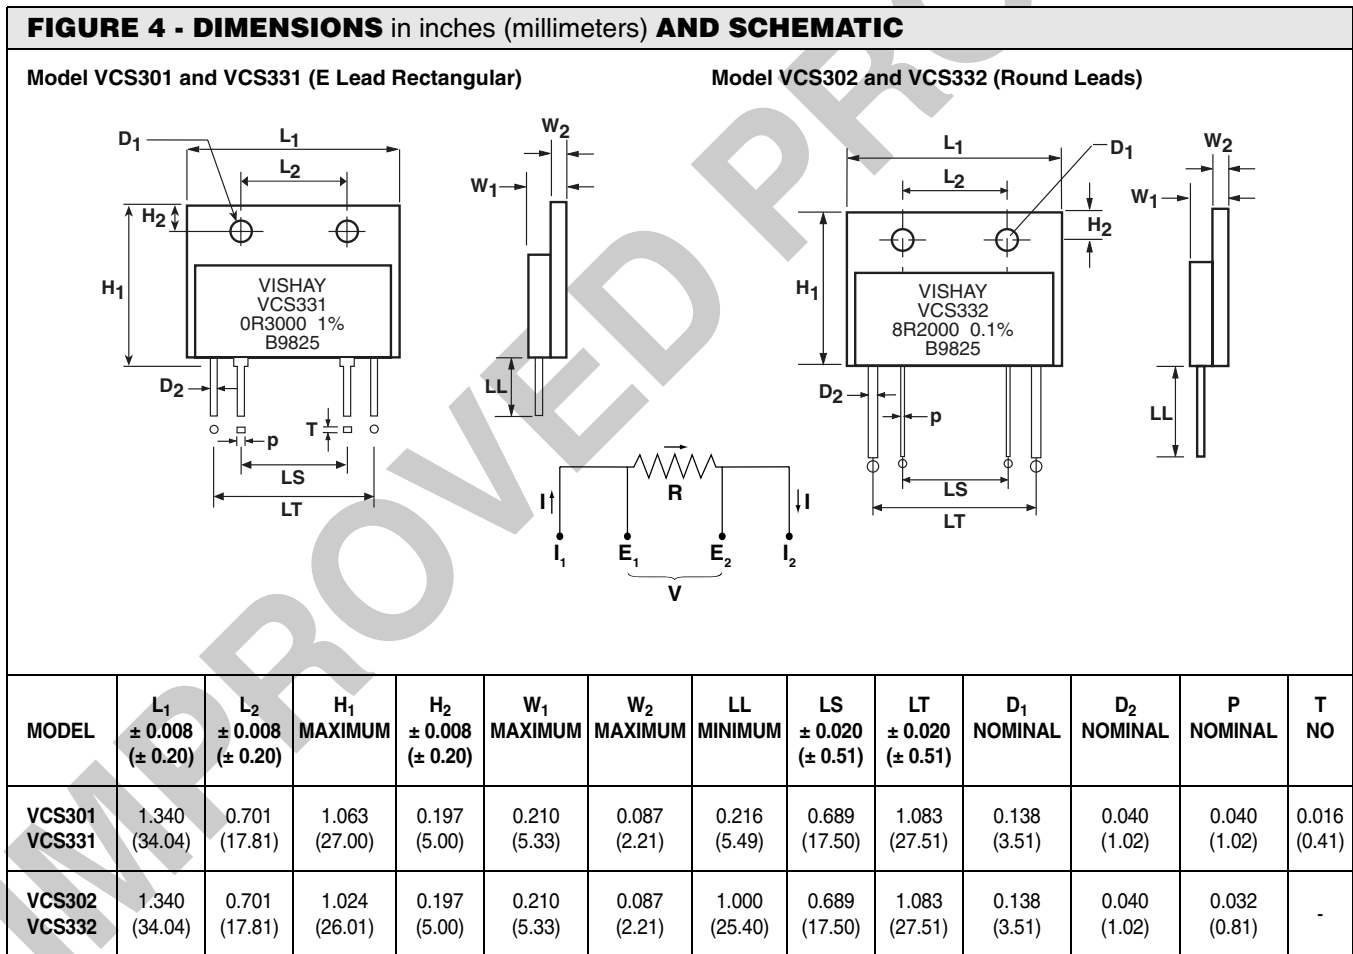 FIGURE 4 - DIMENSIONS in inches (millimeters) AND SCHEMATIC
Model VCS301 and VCS331 (E Lead Rectangular)
Model VCS302 and VCS332 (Round Leads)
D1
L1
L2
H2
H1
VISHAY
VCS331
0R3000 1%
B9825
D2
T
p
LS
LT
W2
W1
LL
L1
D1
L2
H2
H1
VISHAY
VCS332
8R2000 0.1%
B9825
D2
p
LS
LT
W2
W1
LL
R
I
I
I1
E1
E2
I2
V
MODEL L1 ± 0.008 (± 0.20) L2 ± 0.008 (± 0.20) H1 MAXIMUM H2 ± 0.008 (± 0.20) W1 MAXIMUM W2 MAXIMUM LL MINIMUM LS ± 0.020 (± 0.51) LT ± 0.020 (± 0.51) D1 NOMINAL D2 NOMINAL P NOMINAL T NO
VCS301 1.340 0.701 1.063 0.197 0.210 0.087 0.216 0.689 1.083 0.138 0.040 0.040 0.016
VCS331 (34.04) (17.81) (27.00) (5.00) (5.33) (2.21) (5.49) (17.50) (27.51) (3.51) (1.02) (1.02) (0.41)
VCS302 1.340 0.701 1.024 0.197 0.210 0.087 1.000 0.689 1.083 0.138 0.040 0.032 -
VCS332 (34.04) (17.81) (26.01) (5.00) (5.33) (2.21) (25.40) (17.50) (27.51) (3.51) (1.02) (0.81)
IMPROVED PRO